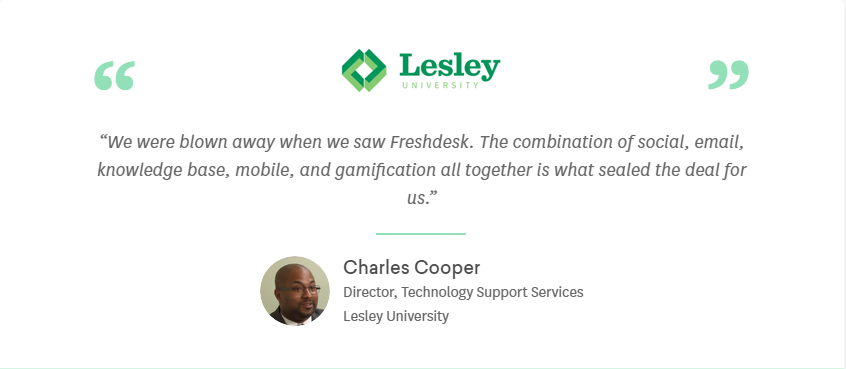 Lesley
UNIVERSITY
“We were blown away when we saw Freshdesk. The combination of social, email,
knowledge base, mobile, and gamification all together is what sealed the deal for
us.”
Charles Cooper
Director, Technology Support Services
Lesley University